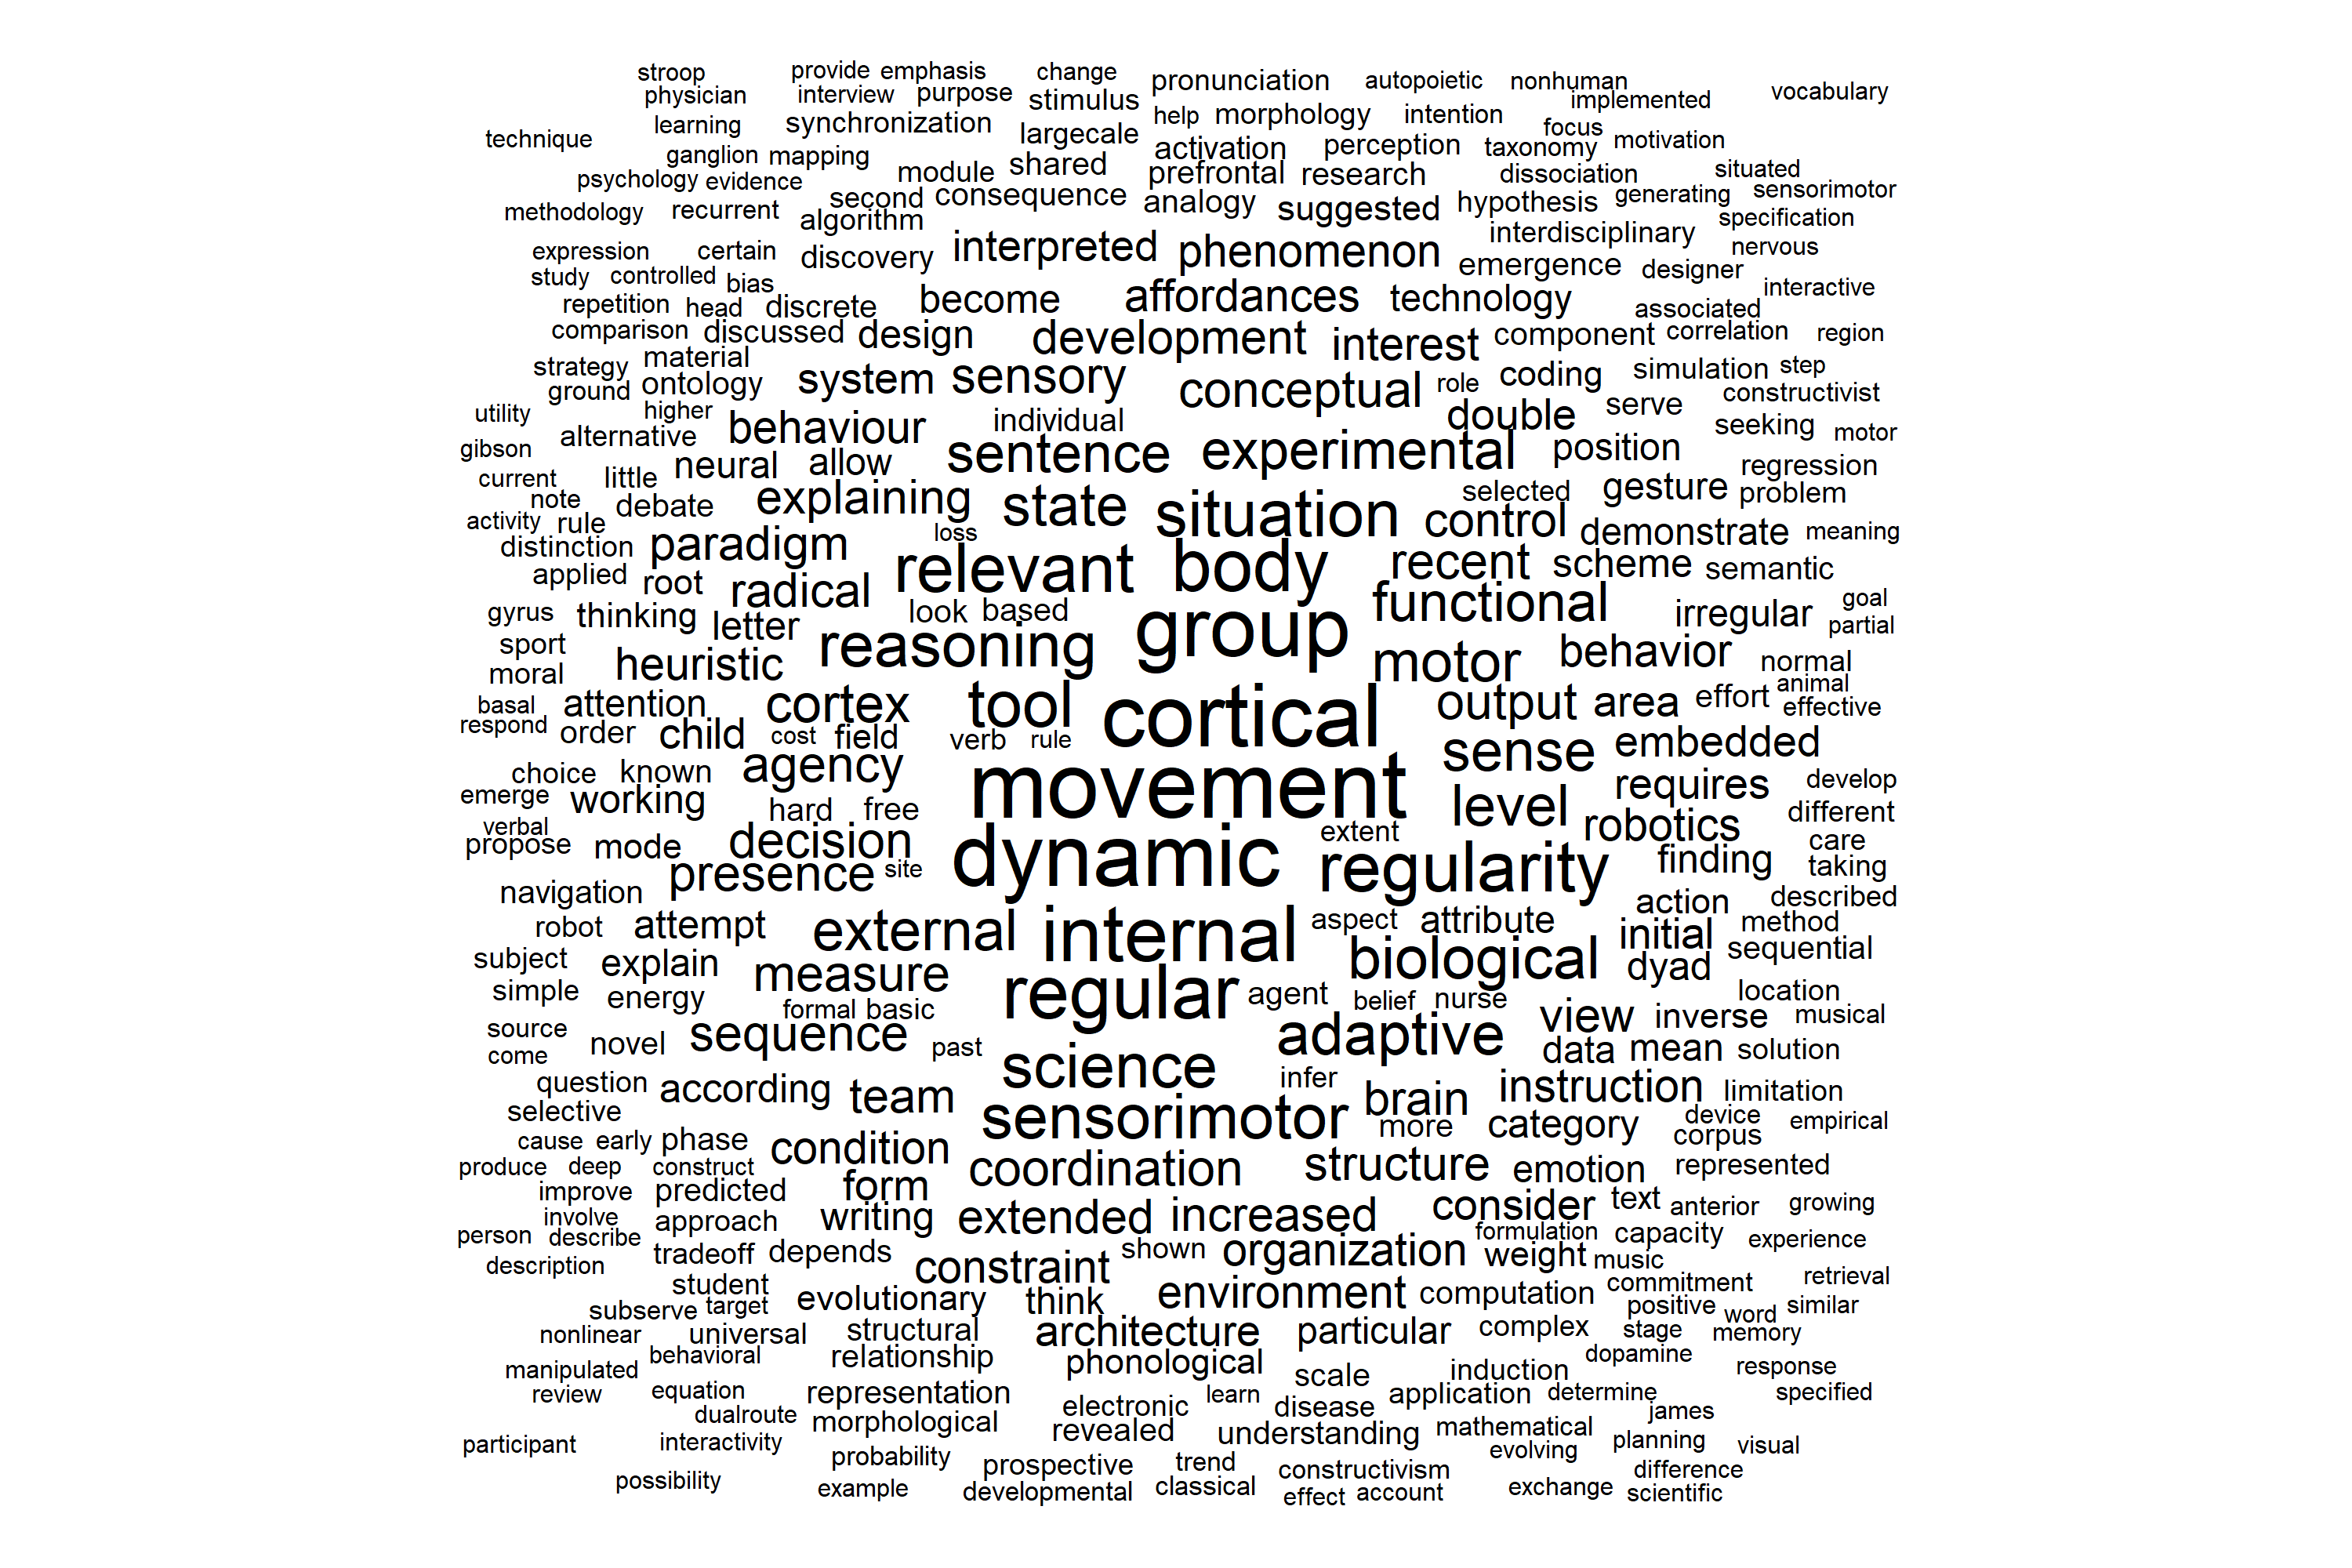 stroop provide emphasis change pronunciation autopoietic nonhuman
physician interview purpose stimulus implemented vocabulary
technique learning synchronization largecale help morphology intention focus motivation
ganglion mapping module shared activation perception taxonomy
psychology evidence second consequence prefrontal research dissociation situated
methodology recurrent algorithm analogy suggested hypothesis generating sensorimotor
expression certain discovery interpreted phenomenon interdisciplinary specification nervous
study controlled bias emergence designer interactive
repetition head discrete become affordances technology associated
comparison discussed design development interest component correlation region
strategy material system sensory conceptual role coding simulation step
ground ontology constructivist
utility higher behaviour individual double serve seeking motor
gibson alternative sentence experimental position
current little neural allow regression
note debate explaining state situation selected gesture problem
activity rule loss control demonstrate meaning
distinction paradigm relevant body recent scheme semantic
applied root radical functional goal
gyrus thinking letter look based group irregular partial
sport reasoning motor behavior normal
moral heuristic animal
basal attention cortex tool cortical output area effort effective
respond order child cost field verb rule sense embedded
choice known agency movement requires develop
emerge working hard free level robotics different
verbal decision dynamic extent care
propose mode presence site regularity finding taking
navigation action described
robot attempt external internal aspect attribute initial method
subject explain measure biological dyad sequential
simple energy formal basic regular agent belief nurse location
source sequence adaptive view inverse musical
come novel past science data mean solution
question according team infer brain instruction limitation
selective sensorimotor more category device empirical
cause early phase condition corpus
produce deep construct coordination structure emotion represented
improve predicted form consider text anterior growing
involve approach writing extended increased formulation capacity
person describe tradeoff depends constraint shown organization weight music experience
description student environment computation commitment retrieval
subserve target evolutionary think positive word similar
nonlinear universal structural architecture particular complex stage memory
manipulated behavioral relationship phonological scale induction dopamine response
review equation representation electronic learn disease application determine specified
dualroute morphological revealed understanding mathematical james
participant interactivity probability prospective trend evolving planning visual
possibility example developmental classical constructivism effect account exchange difference scientific